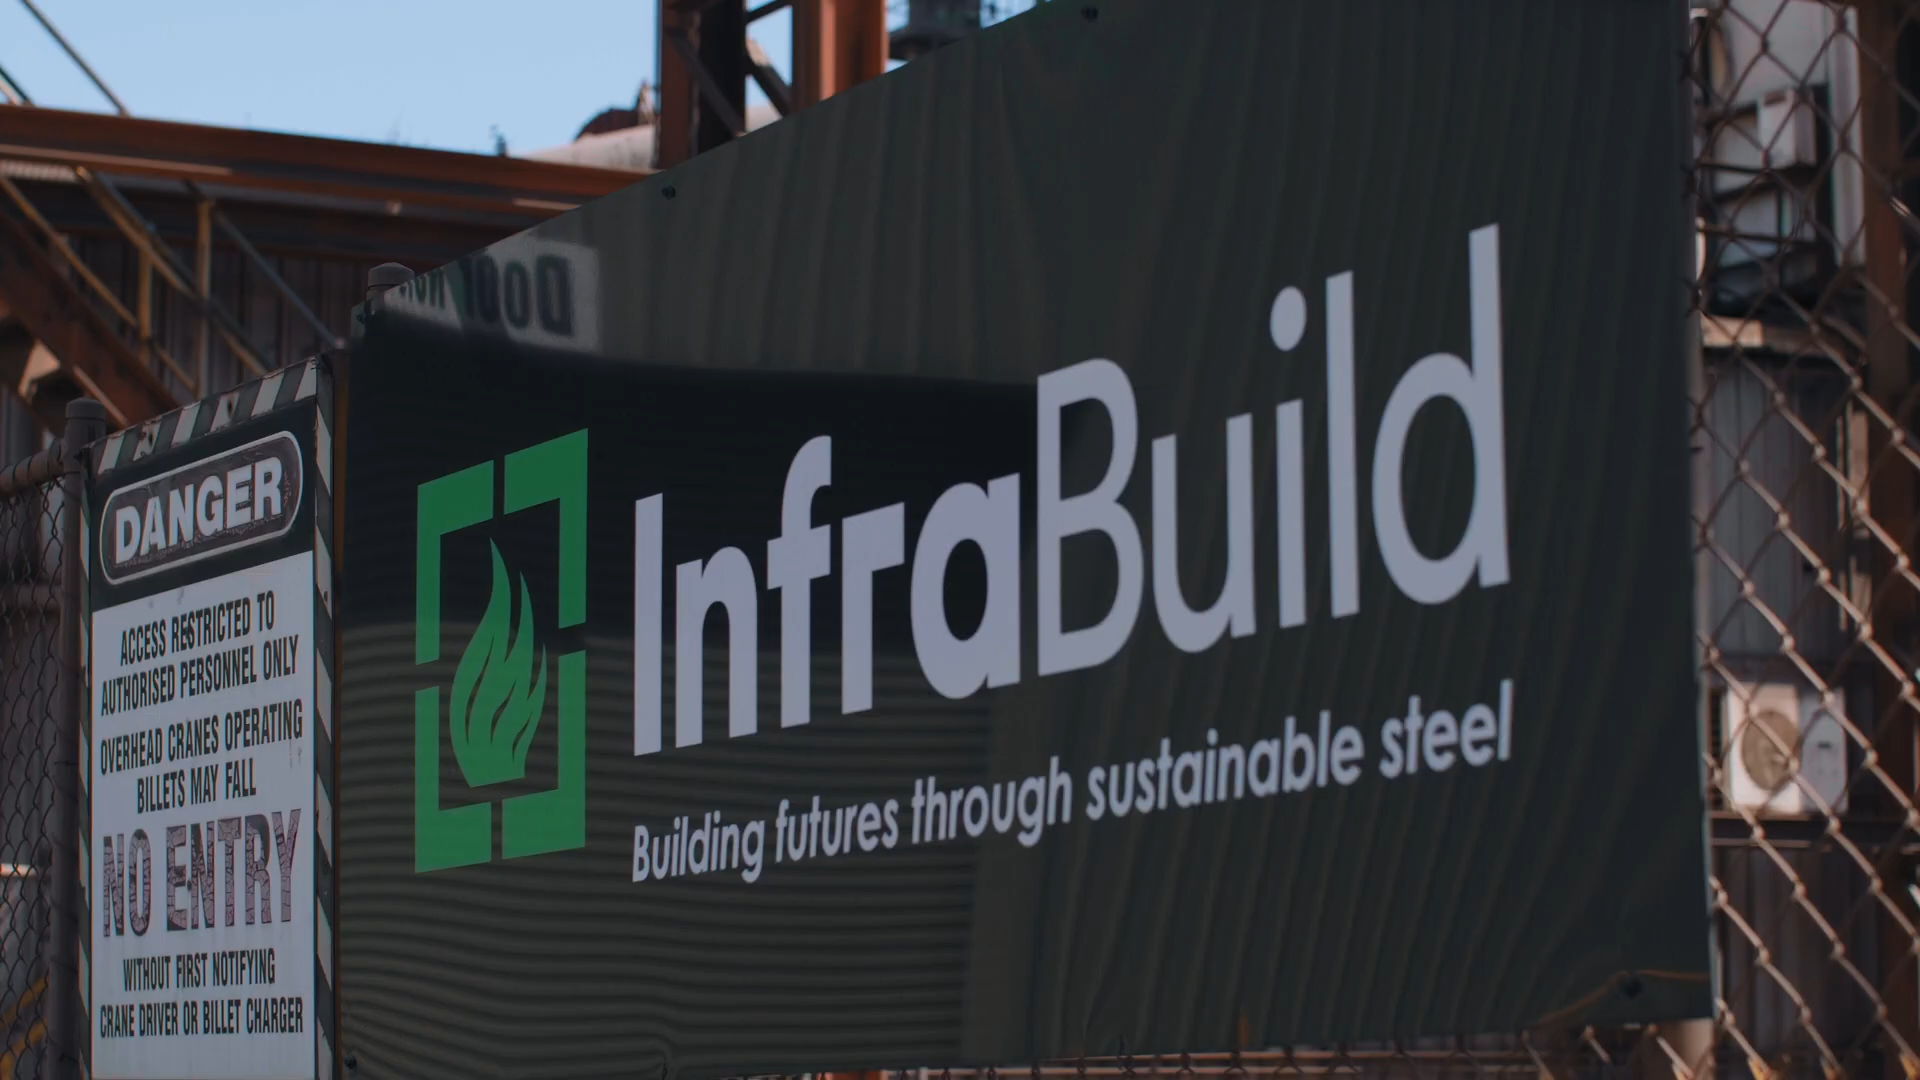 DANGER
ACCESS RESTRICTED TO
AUTHORISED PERSONNEL ONLY
OVERHEAD CRANES OPERATING
BILLETS MAY FALL
NO ENTRY
WITHOUT FIRST NOTIFYING
CRANE DRIVER OR BILLET CHARGER
InfraBuild
Building futures through sustainable steel